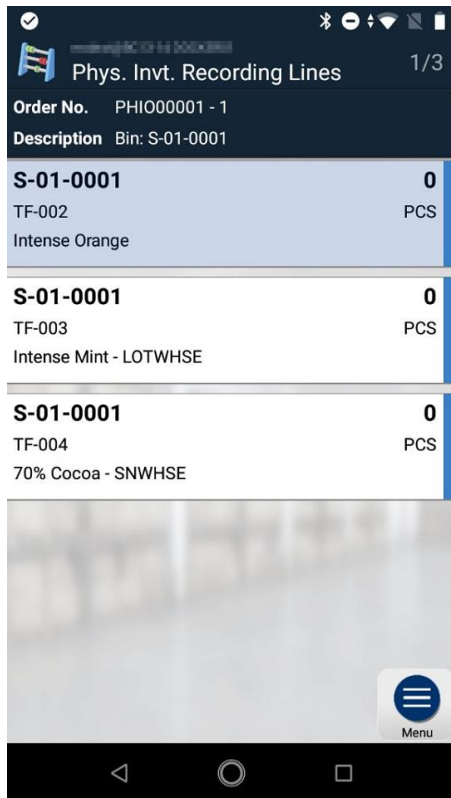 Phys. Invt. Recording Lines 1/3
Order No. PHIO00001 - 1
Description Bin: S-01-0001
S-01-0001 0
TF-002 PCS
Intense Orange
S-01-0001 0
TF-003 PCS
Intense Mint - LOTWHSE
S-01-0001 0
TF-004 PCS
70% Cocoa - SNWHSE
Menu